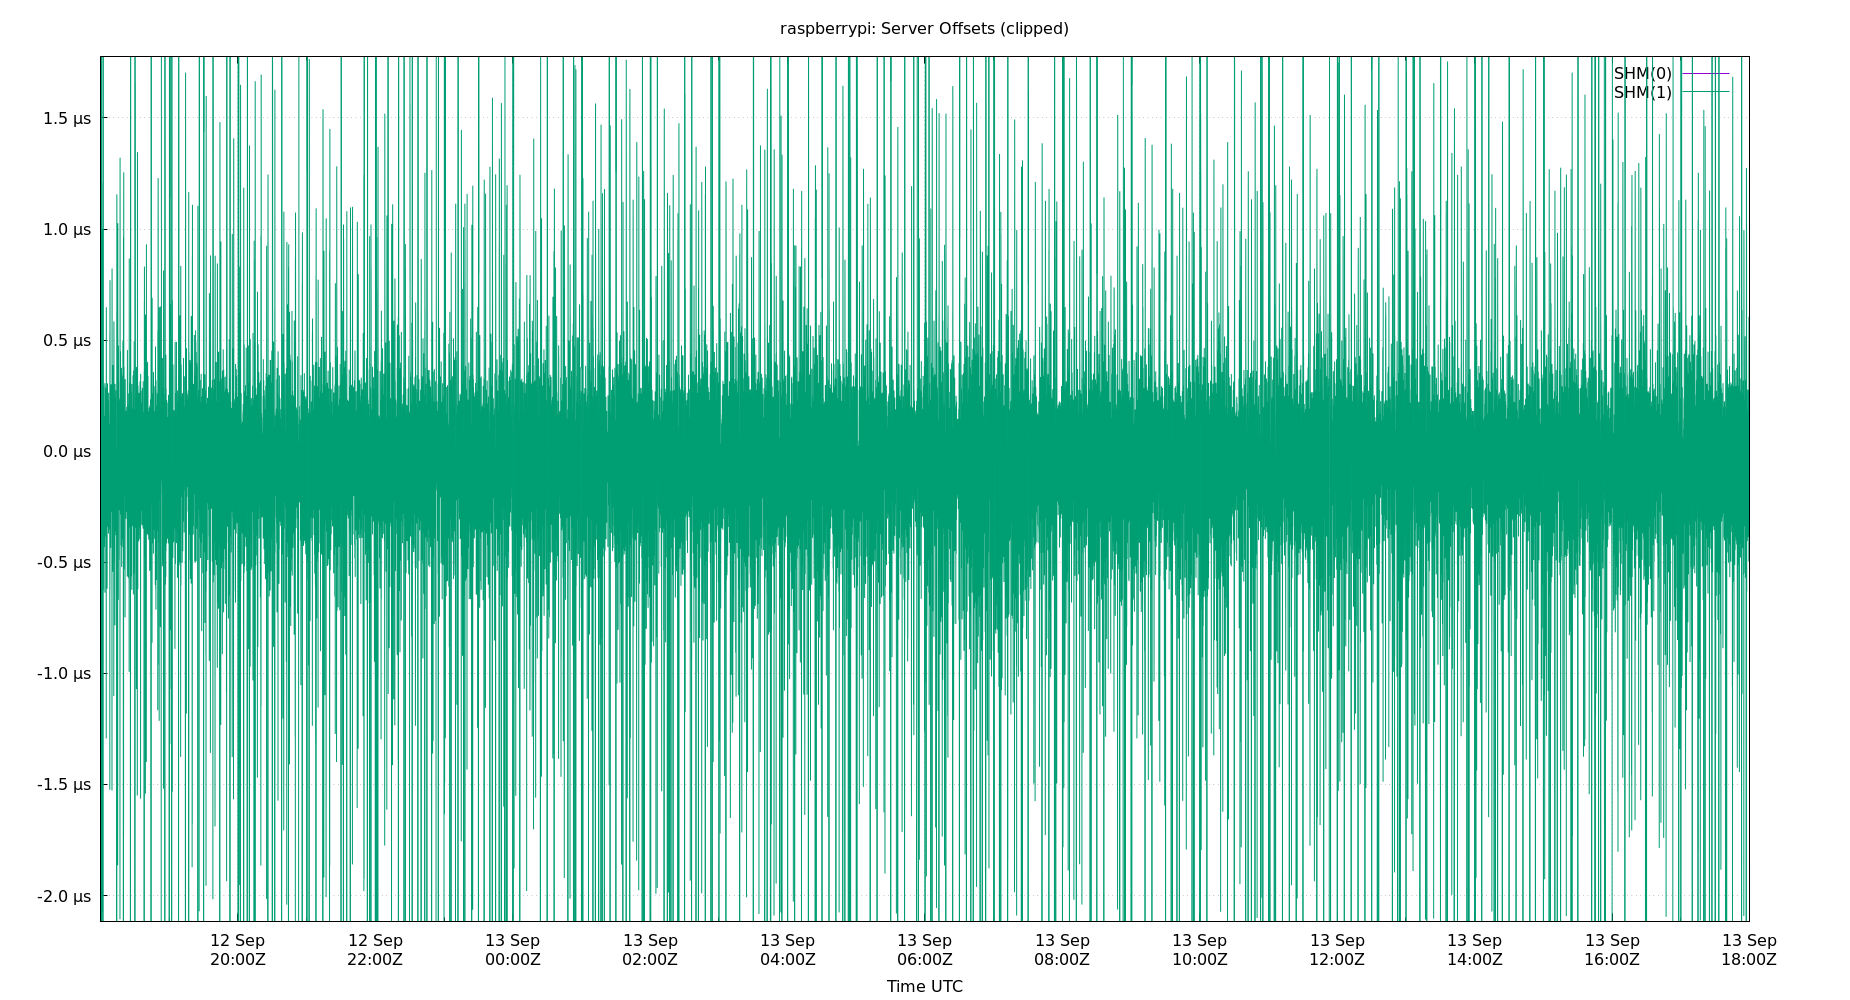 raspberrypi: Server Offsets (clipped)
SHM(0)
SHM(1)
1.5 µs
1.0 µs
0.5 µs
0.0 µs
-0.5 µs
-1.0 µs
-1.5 µs
-2.0 µs
12 Sep 12 Sep 13 Sep 13 Sep 13 Sep 13 Sep 13 Sep 13 Sep 13 Sep 13 Sep 13 Sep 13 Sep
20:00Z 22:00Z 00:00Z 02:00Z 04:00Z 06:00Z 08:00Z 10:00Z 12:00Z 14:00Z 16:00Z 18:00Z
Time UTC